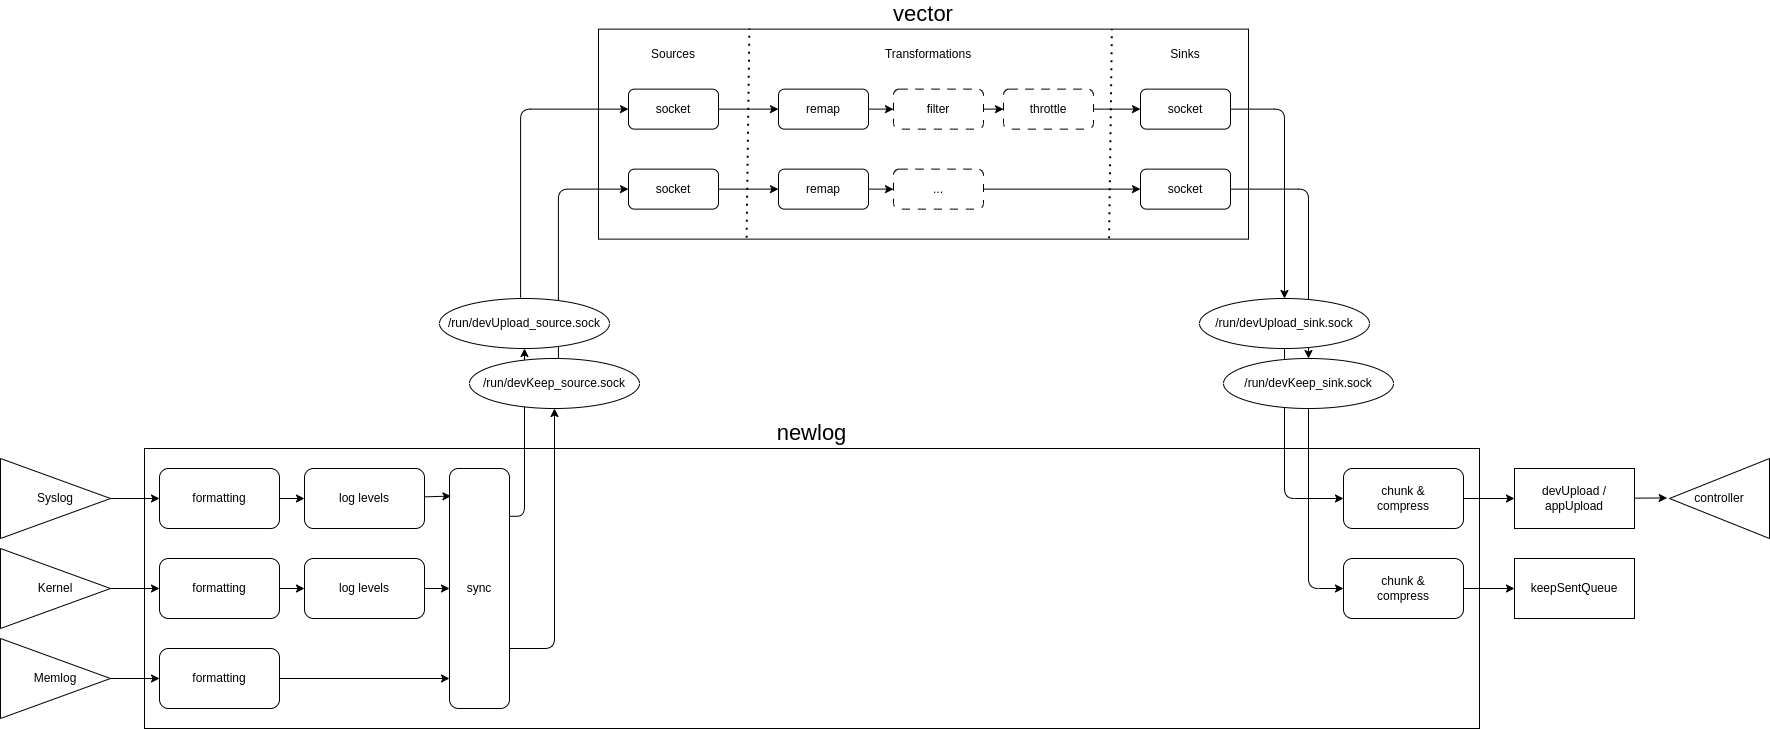 vector
Sources
Transformations
Sinks
socket
remap
filter
throttle
socket
socket
remap
...
socket
/run/devUpload_source.sock
/run/devUpload_sink.sock
/run/devKeep_source.sock
/run/devKeep_sink.sock
newlog
Syslog
formatting
log levels
chunk &
compress
devUpload /
appUpload
controller
Kernel
formatting
log levels
sync
chunk &
compress
keepSentQueue
Memlog
formatting